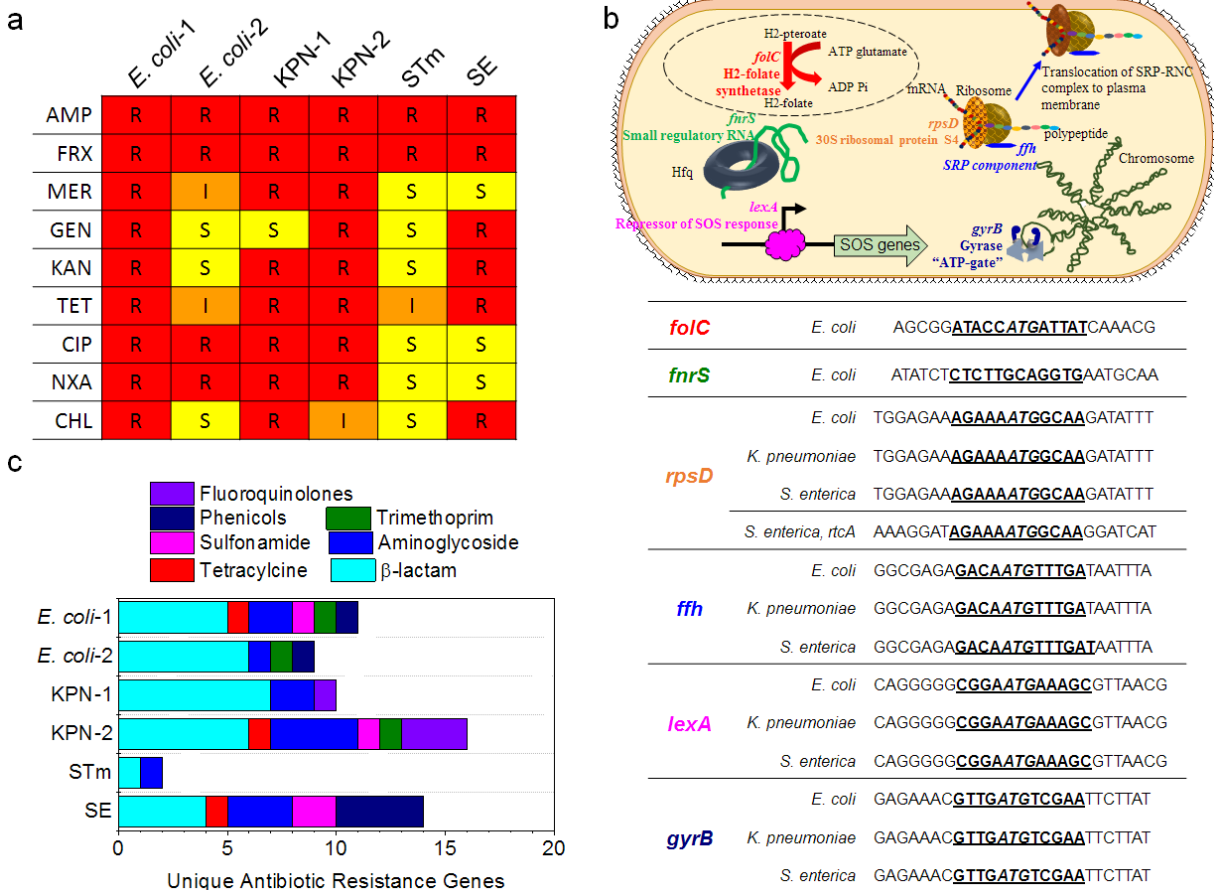 a
E. coli-1 E. coli-2 KPN-1 KPN-2 STm SE
AMP R R R R R R
FRX R R R R R R
MER R I R R S S
GEN R S S R S R
KAN R S R R S R
TET R I R R I R
CIP R R R R S S
NXA R R R R S S
CHL R S R I S R
b
H2-pteroate
folC
ATP glutamate
H2-folate
synthetase
ADP Pi
H2-folate
fnrS
Small regulatory RNA
Hfq
lexA
Repressor of SOS response
SOS genes
Translocation of SRP-RNC
complex to plasma
membrane
mRNA Ribosome
rpsD
30S ribosomal protein S4
polypeptide
ffh
SRP component
Chromosome
gyrB
Gyrase
“ATP-gate”
folC E. coli AGCGGATACCATGATTATCAAACG
fnrS E. coli ATATCTCTCTTGCAGGTGAATGCAA
rpsD
E. coli TGGAGAAAGAAAATGGCAAGATATTT
K. pneumoniae TGGAGAAAGAAAATGGCAAGATATTT
S. enterica TGGAGAAAGAAAATGGCAAGATATTT
S. enterica, rtcA AAAGGATAGAAAATGGCAAGGATCAT
ffh
E. coli GGCGAGAGACAATGTTTGATAATTTA
K. pneumoniae GGCGAGAGACAATGTTTGATAATTTA
S. enterica GGCGAGAGACAATGTTTGATAATTTA
lexA
E. coli CAGGGGGCGGAATGAAAGCGTTAACG
K. pneumoniae CAGGGGGCGGAATGAAAGCGTTAACG
S. enterica CAGGGGGCGGAATGAAAGCGTTAACG
gyrB
E. coli GAGAAACGTTGATGTCGAATTCTTAT
K. pneumoniae GAGAAACGTTGATGTCGAATTCTTAT
S. enterica GAGAAACGTTGATGTCGAATTCTTAT
c
Fluoroquinolones
Phenicols Trimethoprim
Sulfonamide Aminoglycoside
Tetracylcine β-lactam
E. coli-1
E. coli-2
KPN-1
KPN-2
STm
SE
0 5 10 15 20
Unique Antibiotic Resistance Genes